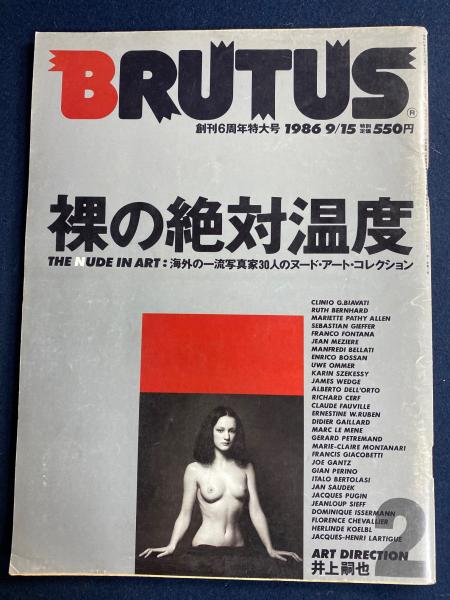 BRUTUS
®
創刊6周年特大号 1986 9/15 特別定価 550円
裸の絶対温度
THE NUDE IN ART：海外の一流写真家30人のヌード・アート・コレクション
CLINIO G.BIAVATI
RUTH BERNHARD
MARIETTE PATHY ALLEN
SEBASTIAN GIEFFER
FRANCO FONTANA
JEAN MEZIERE
MANFREDI BELLATI
ENRICO BOSSAN
UWE OMMER
KARIN SZEKESSY
JAMES WEDGE
ALBERTO DELL'ORTO
RICHARD CERF
CLAUDE FAUVILLE
ERNESTINE W.RUBEN
DIDIER GAILLARD
MARC LE MENE
GERARD PETREMAND
MARIE-CLAIRE MONTANARI
FRANCIS GIACOBETTI
JOE GANTZ
GIAN PERINO
ITALO BERTOLASI
JAN SAUDEK
JACQUES PUGIN
JEANLOUP SIEFF
DOMINIQUE ISSERMANN
FLORENCE CHEVALLIER
HERLINDE KOELBL
JACQUES-HENRI LARTIGUE
2
ART DIRECTION
井上嗣也